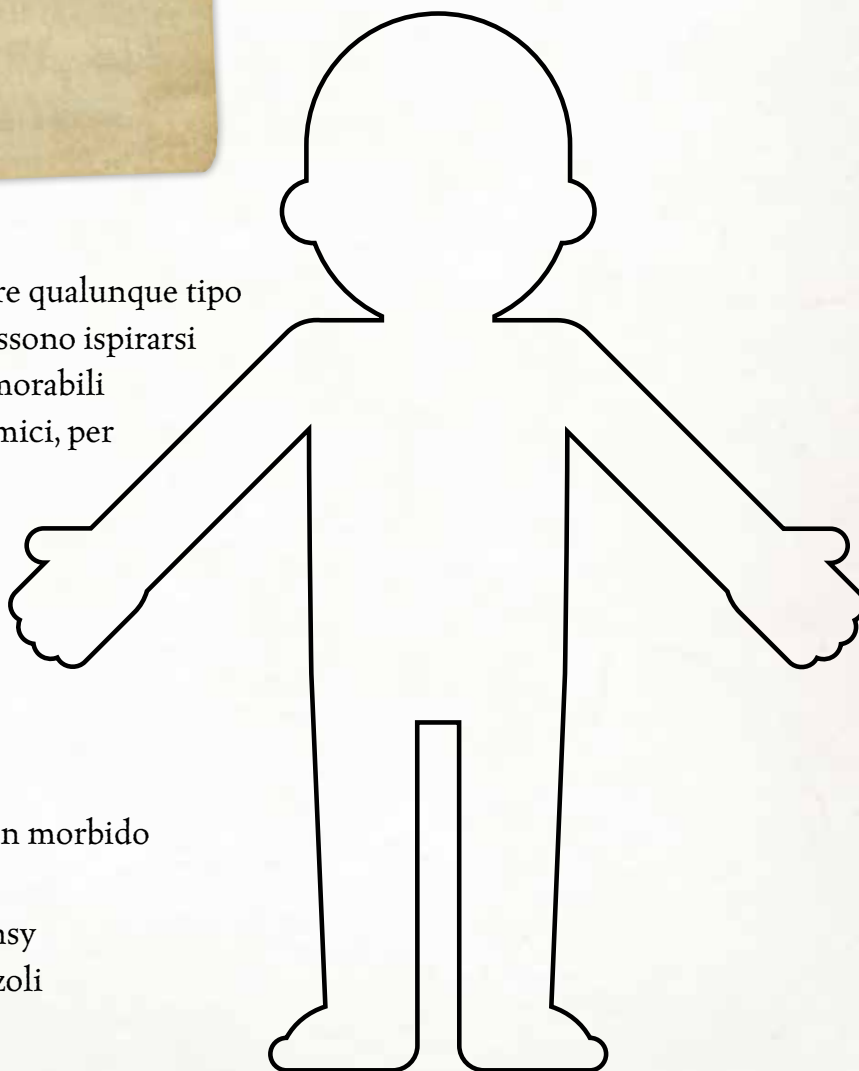 re qualunque tipo
ssono ispirarsi
morabili
mici, per
n morbido
nsy
zoli